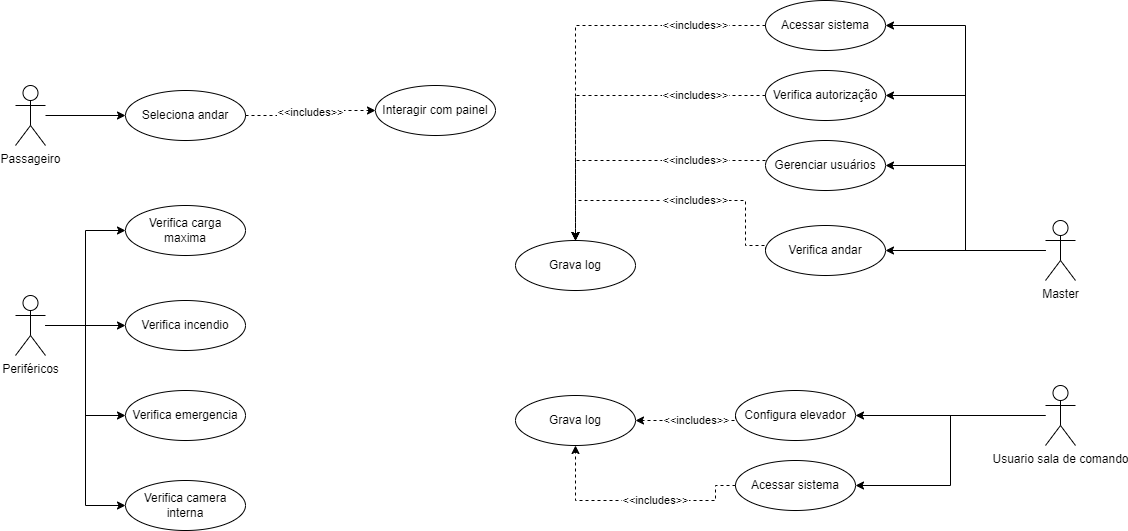 Passageiro
Seleciona andar
<<includes>>
Interagir com painel
Periféricos
Verifica carga
maxima
Verifica incendio
Verifica emergencia
Verifica camera
interna
<<includes>>
Acessar sistema
<<includes>>
Verifica autorização
<<includes>>
Gerenciar usuários
<<includes>>
Verifica andar
Grava log
Master
Grava log
<<includes>>
Configura elevador
<<includes>>
Acessar sistema
Usuario sala de comando